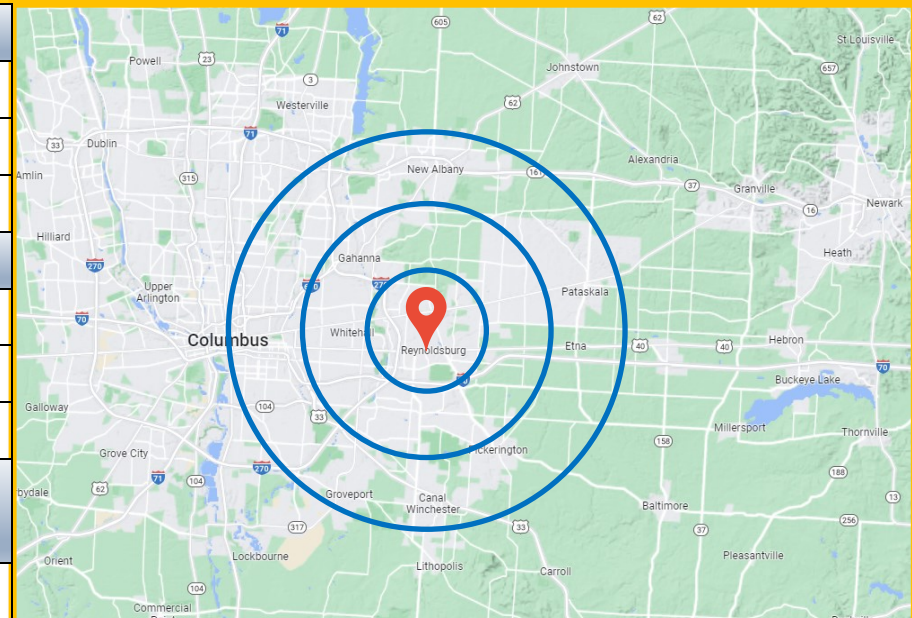 605
62
71
St Louisville
Powell
23
Johnstown
657
3
Westerville
62
71
33
Dublin
Alexandria
New Albany
161
Amlin
315
37
Granville
Newark
16
Hilliard
Heath
Gahanna
270
270
Upper
Arlington
Pataskala
70
Whitehall
Columbus
Hebron
Etna
40
40
Reynoldsburg
70
Buckeye Lake
Galloway
104
33
Millersport
Thornville
158
Grove City
Pickerington
270
188
71
104
62
rbydale
Groveport
Canal
Winchester
13
Baltimore
256
317
33
37
Lockbourne
Pleasantville
Orient
Lithopolis
Carroll
104
Commercial